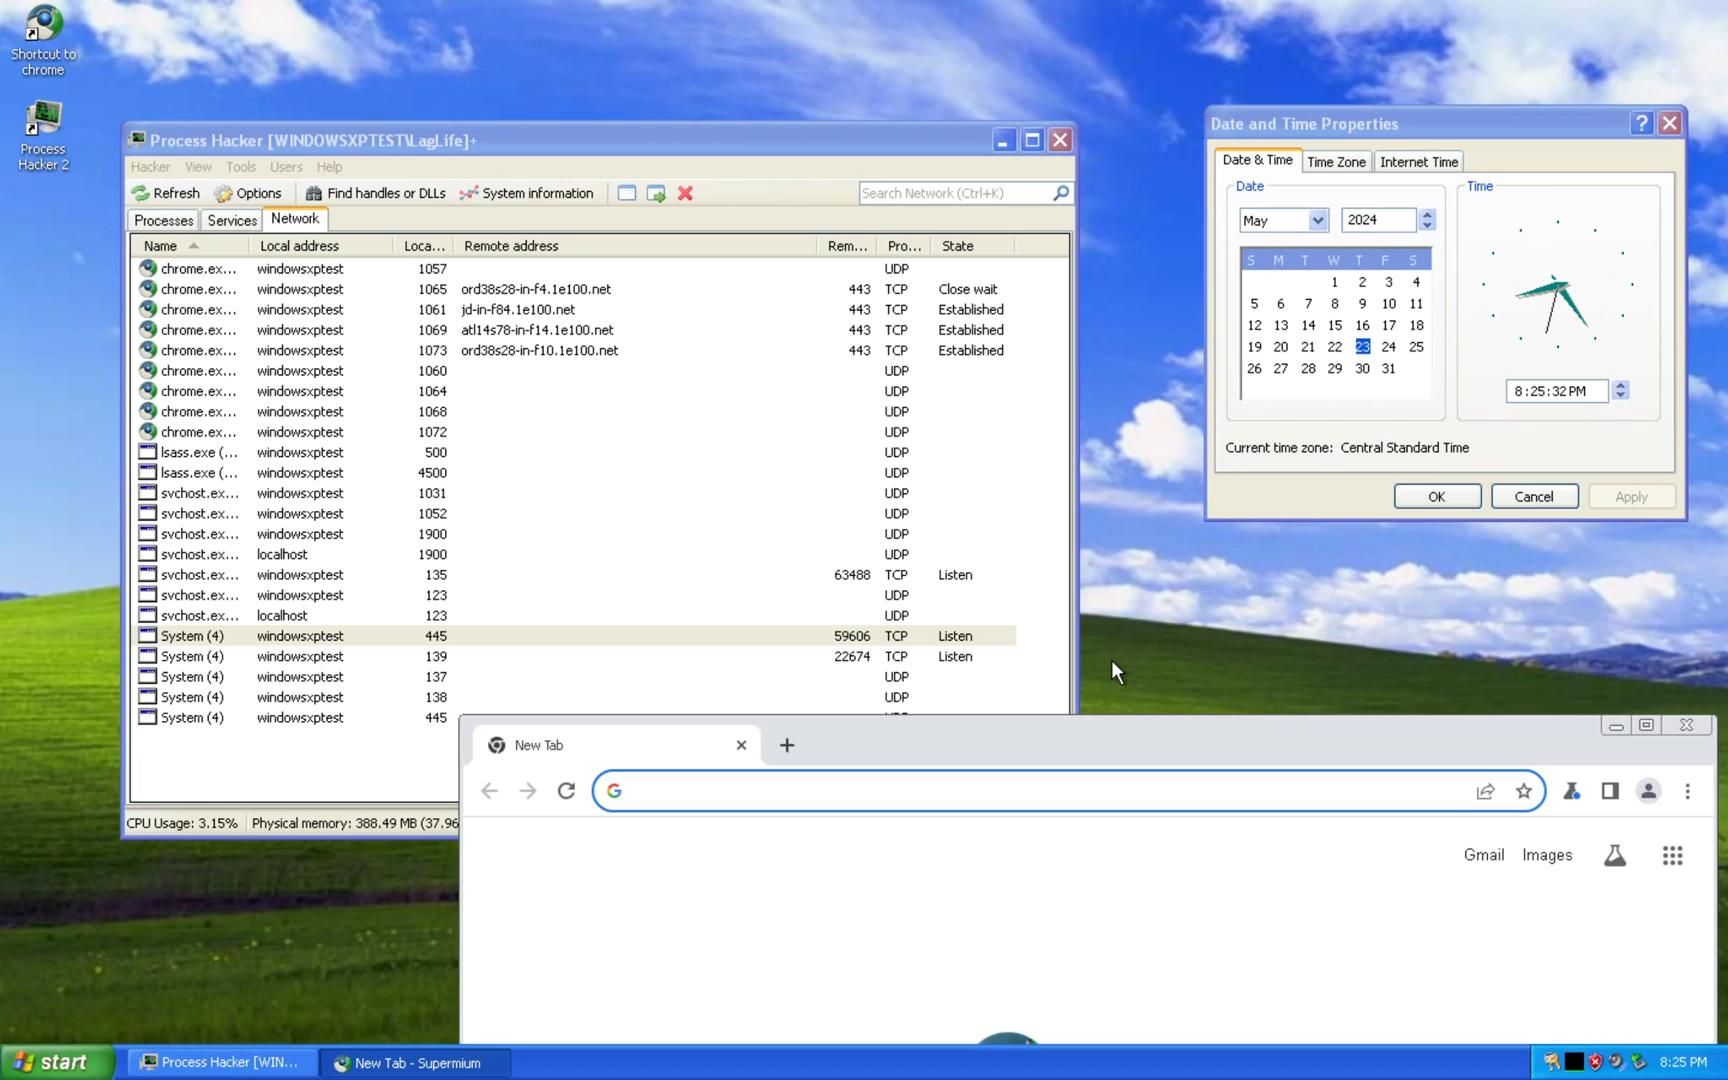 Shortcut to
chrome
Process
Hacker 2
Process Hacker [WINDOWSXPTEST\LagLife]+
Hacker View Tools Users Help
Refresh Options Find handles or DLLs System information Search Network (Ctrl+K)
Processes Services Network
Name Local address Loca... Remote address Rem... Pro... State
chrome.ex... windowsxptest 1057 UDP
chrome.ex... windowsxptest 1065 ord38s28-in-f4.1e100.net 443 TCP Close wait
chrome.ex... windowsxptest 1061 jd-in-f84.1e100.net 443 TCP Established
chrome.ex... windowsxptest 1069 atl14s78-in-f14.1e100.net 443 TCP Established
chrome.ex... windowsxptest 1073 ord38s28-in-f10.1e100.net 443 TCP Established
chrome.ex... windowsxptest 1060 UDP
chrome.ex... windowsxptest 1064 UDP
chrome.ex... windowsxptest 1068 UDP
chrome.ex... windowsxptest 1072 UDP
lsass.exe (... windowsxptest 500 UDP
lsass.exe (... windowsxptest 4500 UDP
svchost.ex... windowsxptest 1031 UDP
svchost.ex... windowsxptest 1052 UDP
svchost.ex... windowsxptest 1900 UDP
svchost.ex... localhost 1900 UDP
svchost.ex... windowsxptest 135 63488 TCP Listen
svchost.ex... windowsxptest 123 UDP
svchost.ex... localhost 123 UDP
System (4) windowsxptest 445 59606 TCP Listen
System (4) windowsxptest 139 22674 TCP Listen
System (4) windowsxptest 137 UDP
System (4) windowsxptest 138 UDP
System (4) windowsxptest 445
CPU Usage: 3.15% Physical memory: 388.49 MB (37.96
Date and Time Properties
Date & Time Time Zone Internet Time
Date Time
May 2024
S M T W T F S
1 2 3 4
5 6 7 8 9 10 11
12 13 14 15 16 17 18
19 20 21 22 23 24 25
26 27 28 29 30 31
8:25:32 PM
Current time zone: Central Standard Time
OK Cancel Apply
New Tab
Gmail Images
start Process Hacker [WIN... New Tab - Supermium 8:25 PM